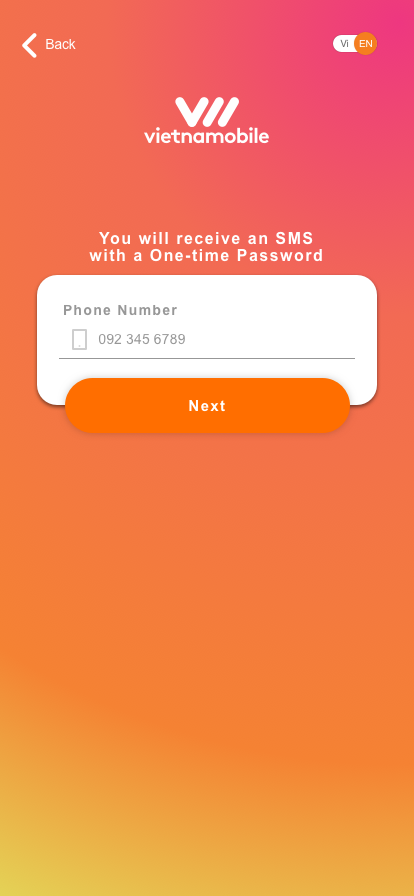 Back
Vi EN
vietnamobile
You will receive an SMS
with a One-time Password
Phone Number
092 345 6789
Next